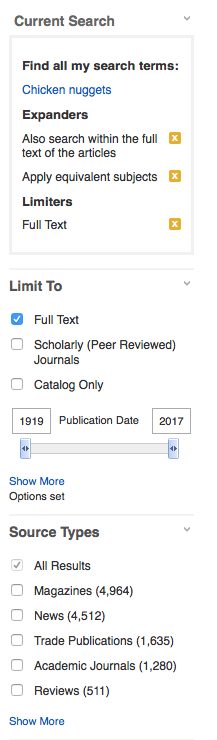 Current Search
Find all my search terms:
Chicken nuggets
Expanders
Also search within the full
text of the articles
Apply equivalent subjects
Limiters
Full Text
Limit To
Full Text
Scholarly (Peer Reviewed)
Journals
Catalog Only
1919 Publication Date 2017
Show More
Options set
Source Types
All Results
Magazines (4,964)
News (4,512)
Trade Publications (1,635)
Academic Journals (1,280)
Reviews (511)
Show More